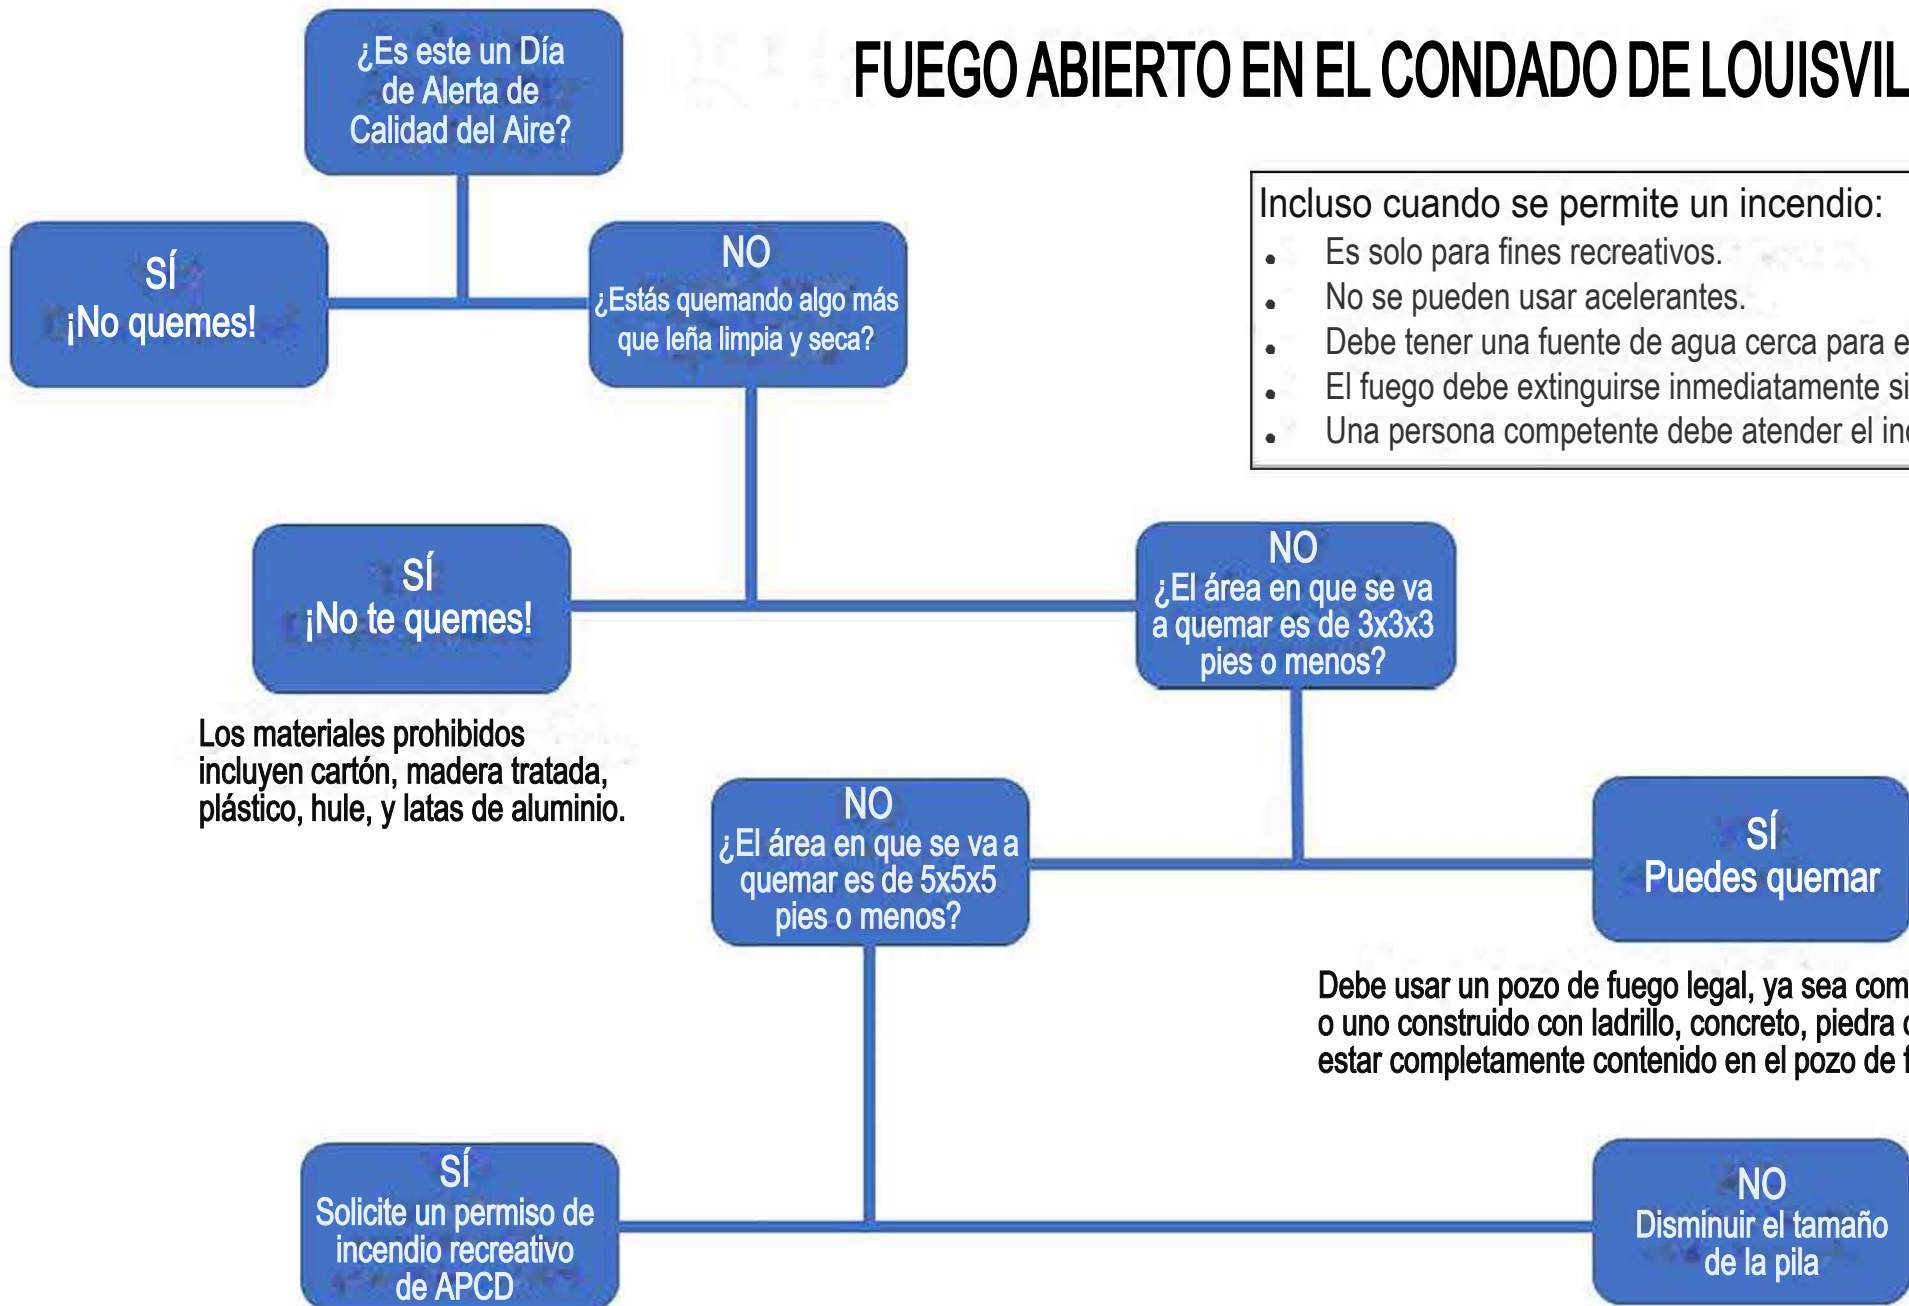 ¿Es este un Día
de Alerta de
Calidad del Aire?
FUEGO ABIERTO EN EL CONDADO DE LOUISVIL
Incluso cuando se permite un incendio:
• Es solo para fines recreativos.
• No se pueden usar acelerantes.
• Debe tener una fuente de agua cerca para e
• El fuego debe extinguirse inmediatamente si
• Una persona competente debe atender el in
SÍ
¡No quemes!
NO
¿Estás quemando algo más
que leña limpia y seca?
SÍ
¡No te quemes!
Los materiales prohibidos
incluyen cartón, madera tratada,
plástico, hule, y latas de aluminio.
NO
¿El área en que se va
a quemar es de 3x3x3
pies o menos?
NO
¿El área en que se va a
quemar es de 5x5x5
pies o menos?
SÍ
Puedes quemar
Debe usar un pozo de fuego legal, ya sea com
o uno construido con ladrillo, concreto, piedra
estar completamente contenido en el pozo de
SÍ
Solicite un permiso de
incendio recreativo
de APCD
NO
Disminuir el tamaño
de la pila